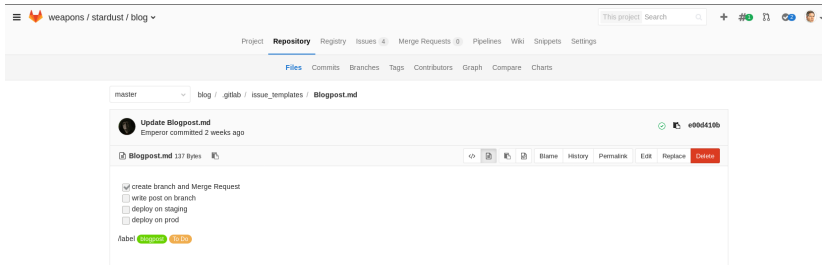 weapons / stardust / blog
This project Search
Project Repository Registry Issues 4 Merge Requests 0 Pipelines Wiki Snippets Settings
Files Commits Branches Tags Contributors Graph Compare Charts
master blog / .gitlab / issue_templates / Blogpost.md
Update Blogpost.md
Emperor committed 2 weeks ago
e00d410b
Blogpost.md 137 Bytes
</> Blame History Permalink Edit Replace Delete
create branch and Merge Request
write post on branch
deploy on staging
deploy on prod
/label blogpost To Do